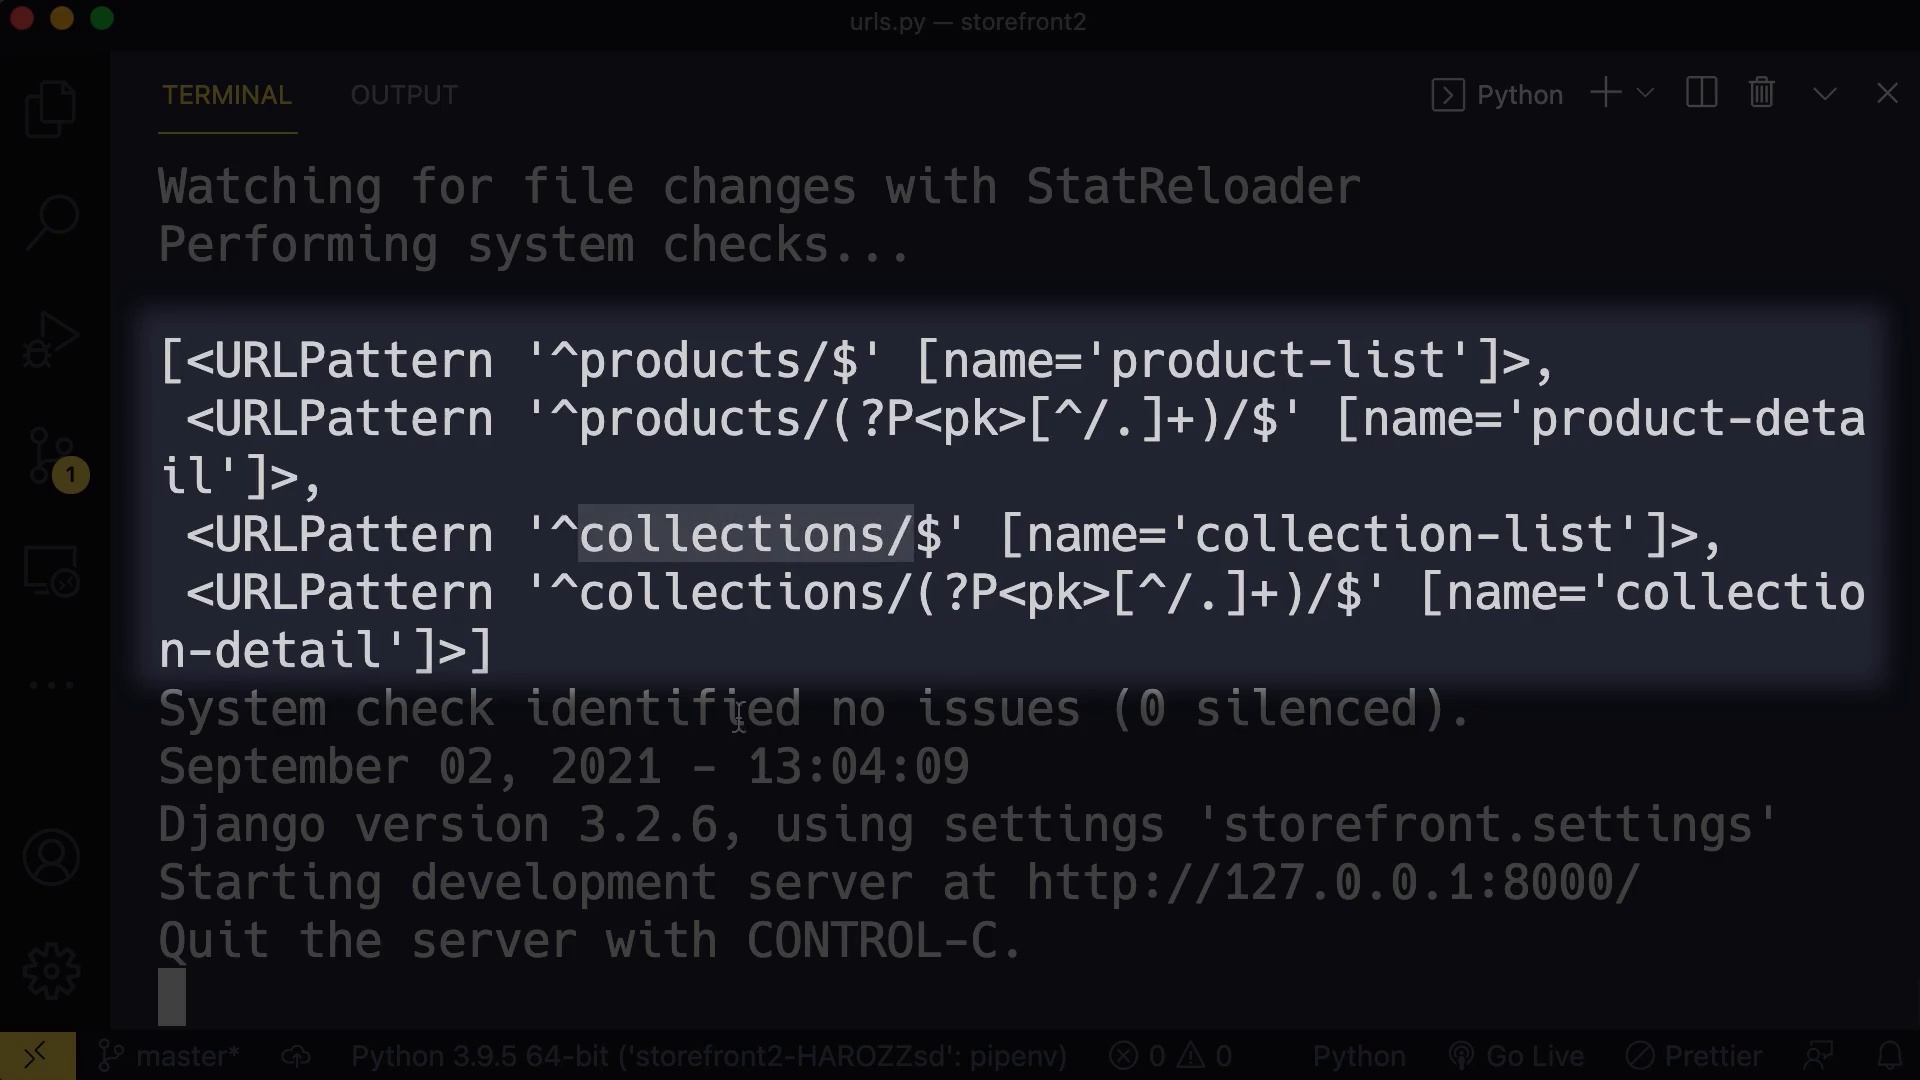 urls.py — storefront2
TERMINAL OUTPUT Python
Watching for file changes with StatReloader
Performing system checks...
[<URLPattern '^products/$' [name='product-list']>,
<URLPattern '^products/(?P<pk>[^/.]+)/$' [name='product-deta
il']>,
<URLPattern '^collections/$' [name='collection-list']>,
<URLPattern '^collections/(?P<pk>[^/.]+)/$' [name='collectio
n-detail']>]
System check identified no issues (0 silenced).
September 02, 2021 - 13:04:09
Django version 3.2.6, using settings 'storefront.settings'
Starting development server at http://127.0.0.1:8000/
Quit the server with CONTROL-C.
1
master* Python 3.9.5 64-bit ('storefront2-HAROZZsd': pipenv) 0 0 Python Go Live Prettier